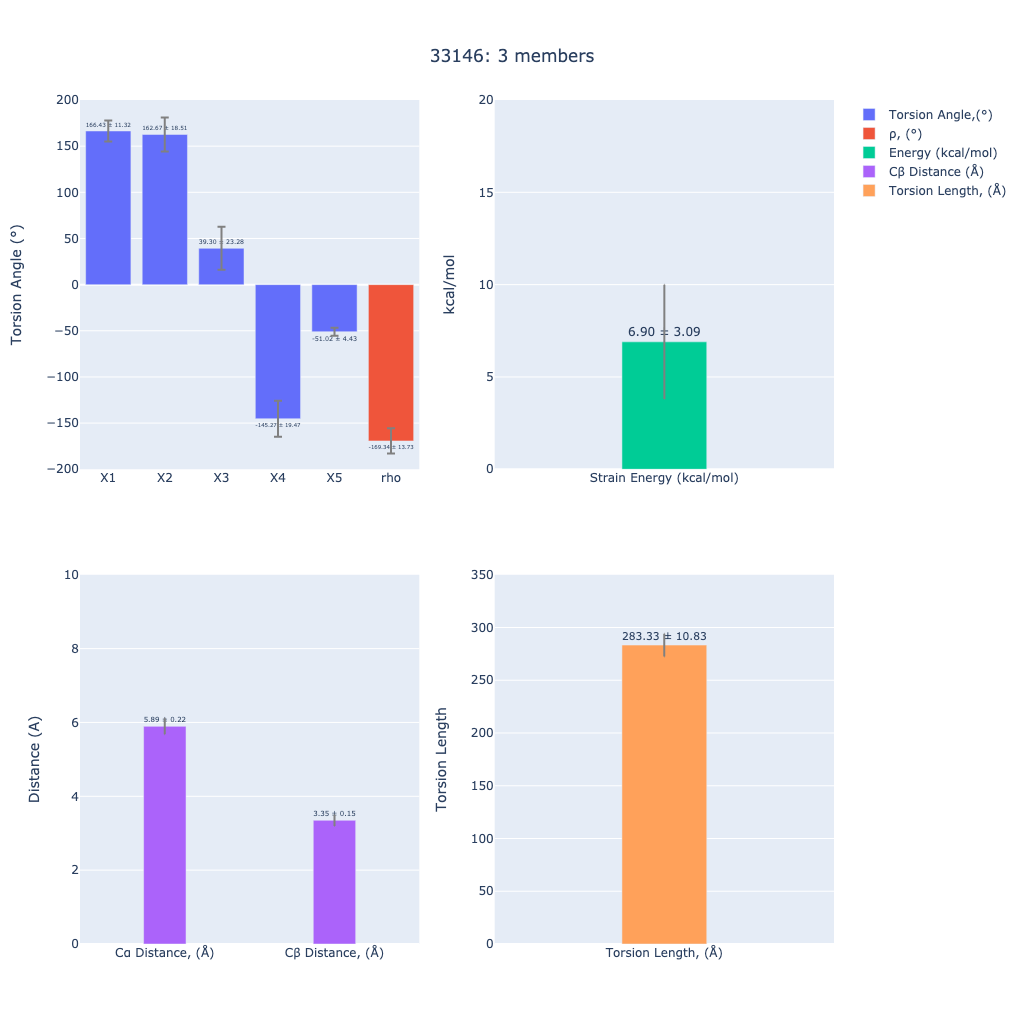 33146: 3 members
Torsion Angle (°)
200
150
100
50
0
−50
−100
−150
−200
166.43 ± 11.32
162.67 ± 18.51
39.30 ± 23.28
-145.27 ± 19.47
-51.02 ± 4.43
-169.34 ± 13.73
X1 X2 X3 X4 X5 rho
kcal/mol
20
15
10
5
0
6.90 ± 3.09
Strain Energy (kcal/mol)
Torsion Angle,(°)
ρ, (°)
Energy (kcal/mol)
Cβ Distance (Å)
Torsion Length, (Å)
Distance (A)
10
8
6
4
2
0
5.89 ± 0.22
3.35 ± 0.15
Cα Distance, (Å) Cβ Distance, (Å)
Torsion Length
350
300
250
200
150
100
50
0
283.33 ± 10.83
Torsion Length, (Å)